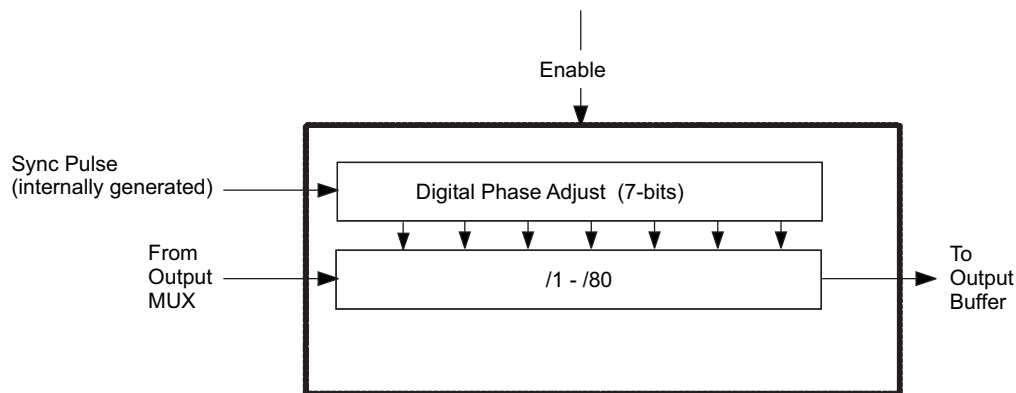 Enable
Sync Pulse
(internally generated)
Digital Phase Adjust (7-bits)
From
Output
MUX
/1 - /80
To
Output
Buffer